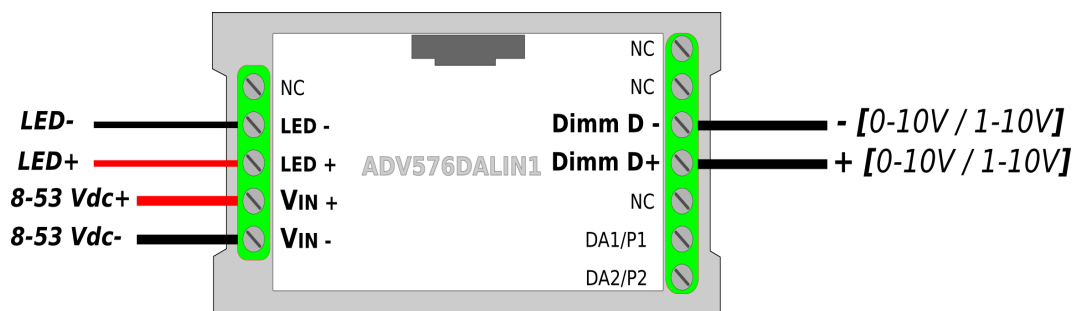 NC
NC
NC
LED- LED - Dimm D - - [0-10V / 1-10V]
LED+ LED + ADV576DALIN1 Dimm D+ + [0-10V / 1-10V]
8-53 Vdc+ VIN + NC
8-53 Vdc- VIN - DA1/P1
DA2/P2